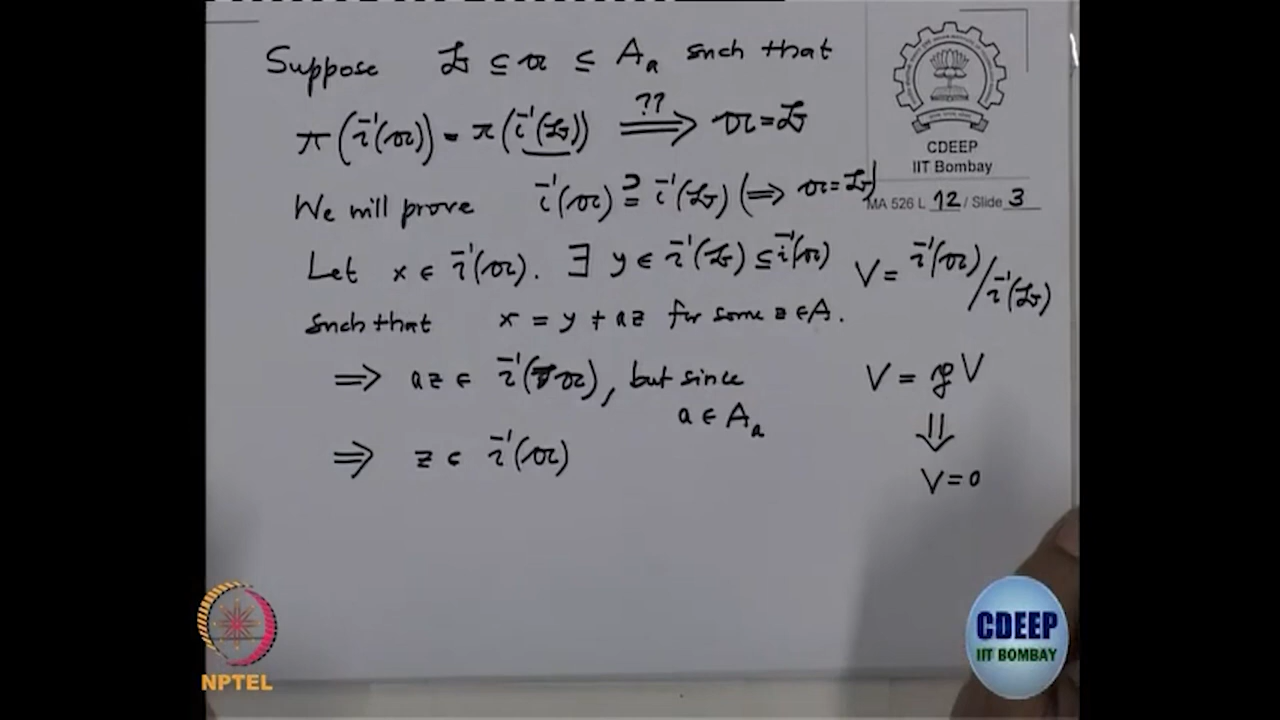 Suppose 𝔟 ⊆ 𝔞 ⊆ A_a such that
π(i⁻¹(𝔞)) = π(i⁻¹(𝔟)) ⟹ 𝔞 = 𝔟
??
We will prove i⁻¹(𝔞) ⊇ i⁻¹(𝔟) (⟹ 𝔞 = 𝔟)
Let x ∈ i⁻¹(𝔞). ∃ y ∈ i⁻¹(𝔟) ⊆ i⁻¹(𝔞)
such that x = y + az for some z ∈ A.
⟹ az ∈ i⁻¹(𝔞), but since
a ∈ A_a
⟹ z ∈ i⁻¹(𝔞)
V = i⁻¹(𝔞)/i⁻¹(𝔟)
V = 𝔭 V
⇓
V = 0
CDEEP
IIT Bombay
MA 526 L 12 / Slide 3
NPTEL
CDEEP
IIT BOMBAY